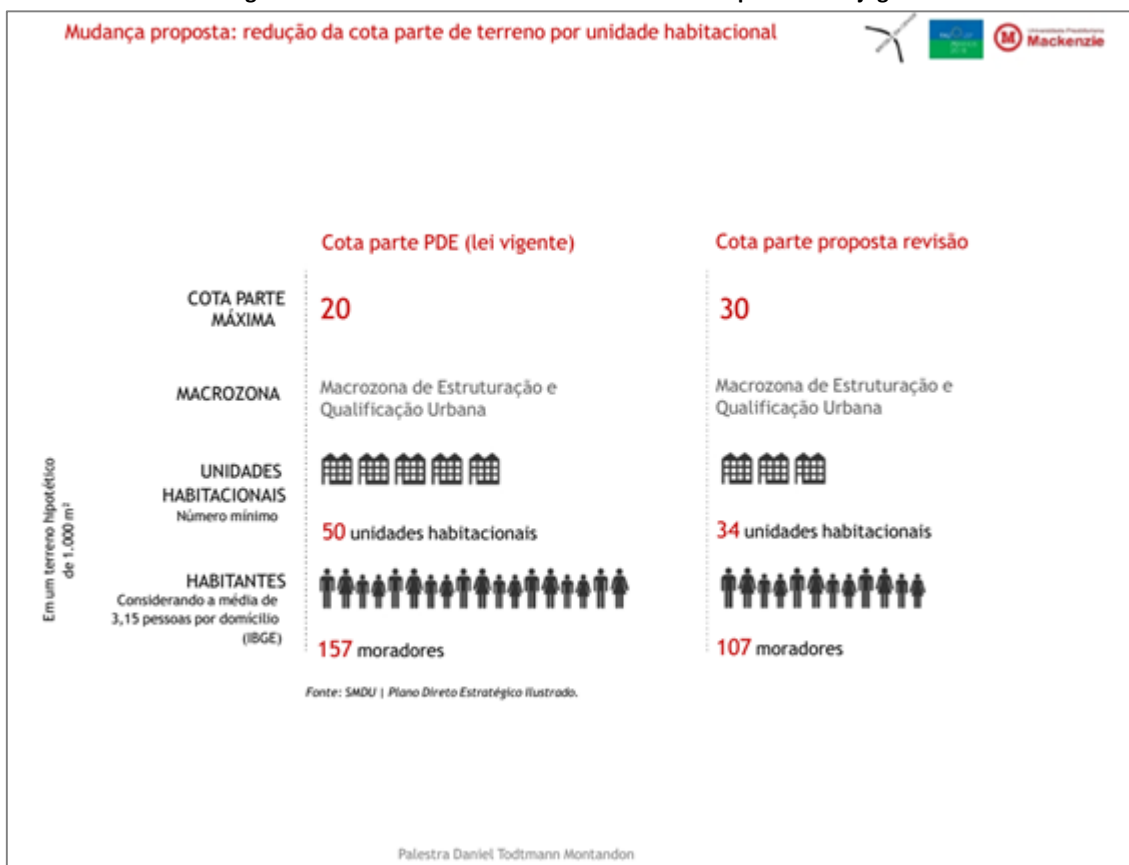 Mudança proposta: redução da cota parte de terreno por unidade habitacional
Mackenzie
Cota parte PDE (lei vigente)
Cota parte proposta revisão
COTA PARTE
MÁXIMA
20
30
MACROZONA
Macrozona de Estruturação e
Qualificação Urbana
Macrozona de Estruturação e
Qualificação Urbana
Em um terreno hipotético
de 1.000 m²
UNIDADES
HABITACIONAIS
Número mínimo
50 unidades habitacionais
34 unidades habitacionais
HABITANTES
Considerando a média de
3,15 pessoas por domicílio
(IBGE)
157 moradores
107 moradores
Fonte: SMDU | Plano Direto Estratégico Ilustrado.
Palestra Daniel Todtmann Montandon